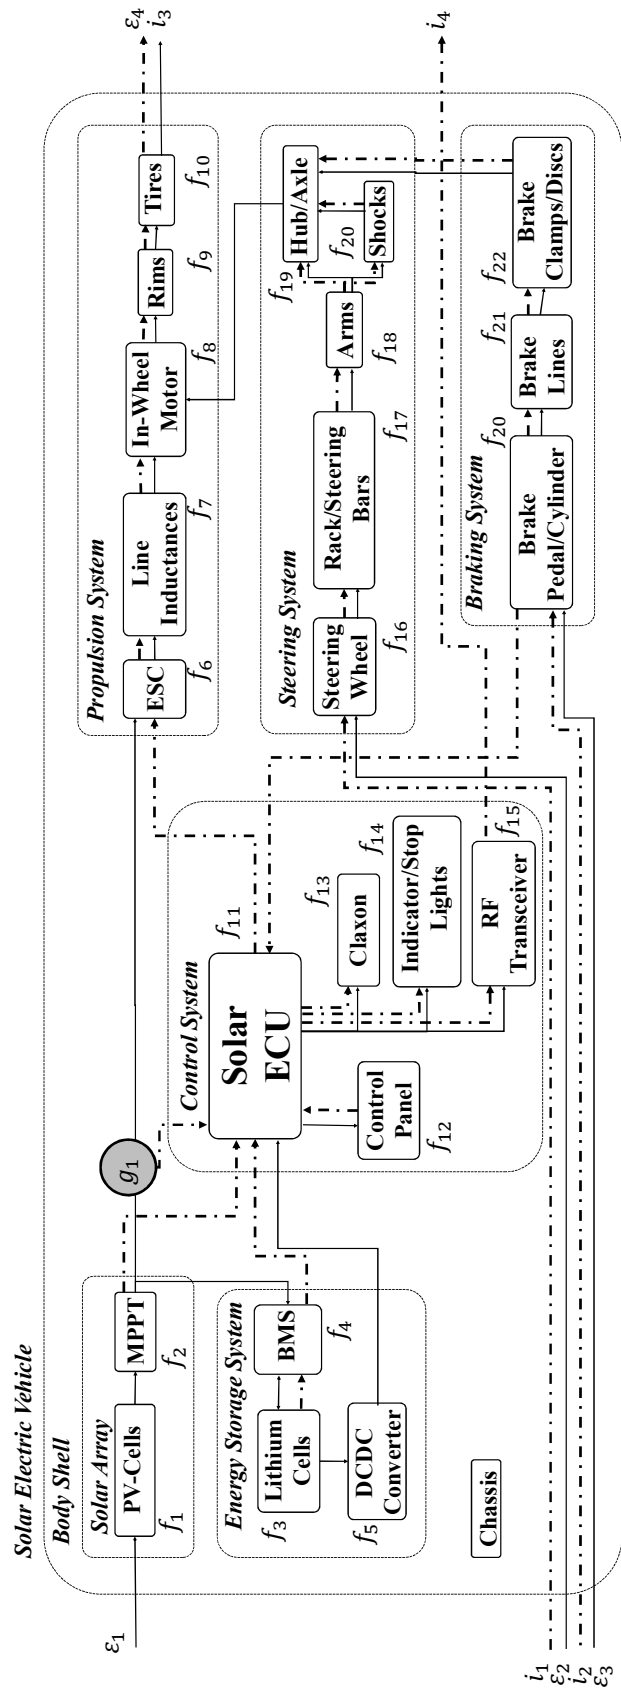 Solar Electric Vehicle
Body Shell
Solar Array
PV-Cells
f1
MPPT
f2
ε1
g1
Energy Storage System
Lithium
Cells
f3
BMS
f4
DCDC
Converter
f5
Chassis
Control System
Solar
ECU
f11
Control
Panel
f12
Claxon
f13
Indicator/Stop
Lights
f14
RF
Transceiver
f15
Propulsion System
ESC
f6
Line
Inductances
f7
In-Wheel
Motor
f8
Rims
f9
Tires
f10
ε4
i3
Steering System
Steering
Wheel
f16
Rack/Steering
Bars
f17
Arms
f18
Hub/Axle
f19
f20
Shocks
i4
Braking System
Brake
Pedal/Cylinder
f20
Brake
Lines
f21
Brake
Clamps/Discs
f22
i1
ε2
i2
ε3